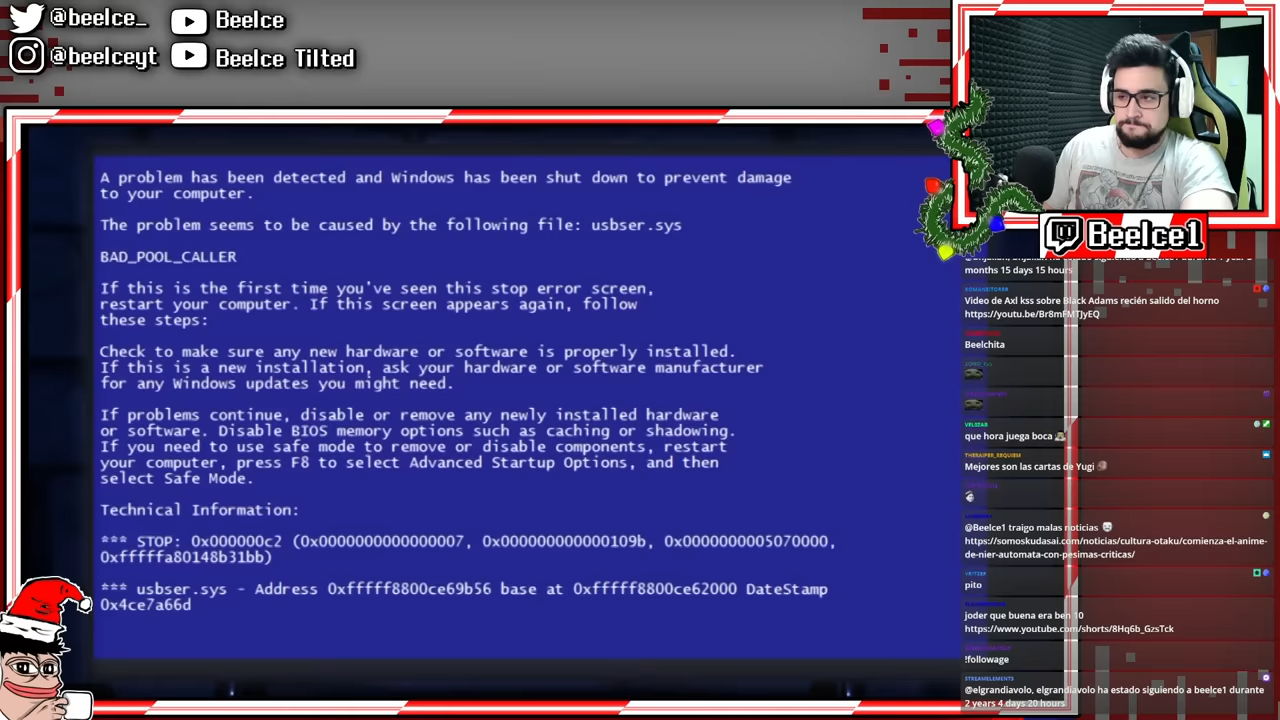 @beelce_
Beelce
@beelceyt
Beelce Tilted
A problem has been detected and Windows has been shut down to prevent damage
to your computer.
The problem seems to be caused by the following file: usbser.sys
BAD_POOL_CALLER
If this is the first time you've seen this stop error screen,
restart your computer. If this screen appears again, follow
these steps:
Check to make sure any new hardware or software is properly installed.
If this is a new installation, ask your hardware or software manufacturer
for any Windows updates you might need.
If problems continue, disable or remove any newly installed hardware
or software. Disable BIOS memory options such as caching or shadowing.
If you need to use safe mode to remove or disable components, restart
your computer, press F8 to select Advanced Startup Options, and then
select Safe Mode.
Technical Information:
*** STOP: 0x000000c2 (0x0000000000000007, 0x000000000000109b, 0x0000000005070000,
0xfffffa80148b31bb)
*** usbser.sys - Address 0xfffff8800ce69b56 base at 0xfffff8800ce62000 DateStamp
0x4ce7a66d
Beelce1
months 15 days 15 hours
Video de Axl kss sobre Black Adams recién salido del horno
https://youtu.be/Br8mFMTJyEQ
Beelchita
VELIZAR
que hora juega boca
THERAIPER_REQUIEM
Mejores son las cartas de Yugi
@Beelce1 traigo malas noticias
https://somoskudasai.com/noticias/cultura-otaku/comienza-el-anime-
de-nier-automata-con-pesimas-criticas/
pito
joder que buena era ben 10
https://www.youtube.com/shorts/8Hq6b_GzsTck
!followage
STREAMELEMENTS
@elgrandiavolo, elgrandiavolo ha estado siguiendo a beelce1 durante
2 years 4 days 20 hours